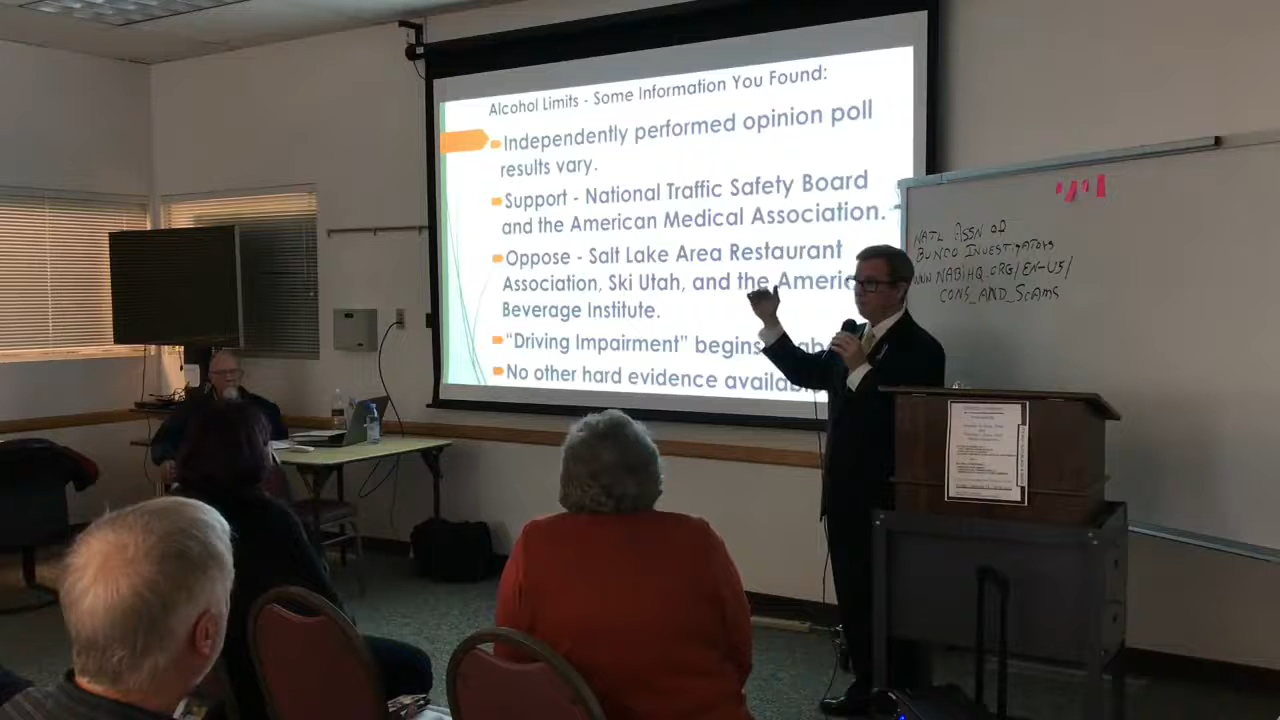 Alcohol Limits - Some Information You Found:
Independently performed opinion poll
results vary.
Support - National Traffic Safety Board
and the American Medical Association.
Oppose - Salt Lake Area Restaurant
Association, Ski Utah, and the Americ
Beverage Institute.
"Driving Impairment" begins
No other hard evidence availab
NATL ASSN OF
BUNCO INVESTIGATORS
WWW.NABIHQ.ORG/EN-US/
CONS_AND_SCAMS